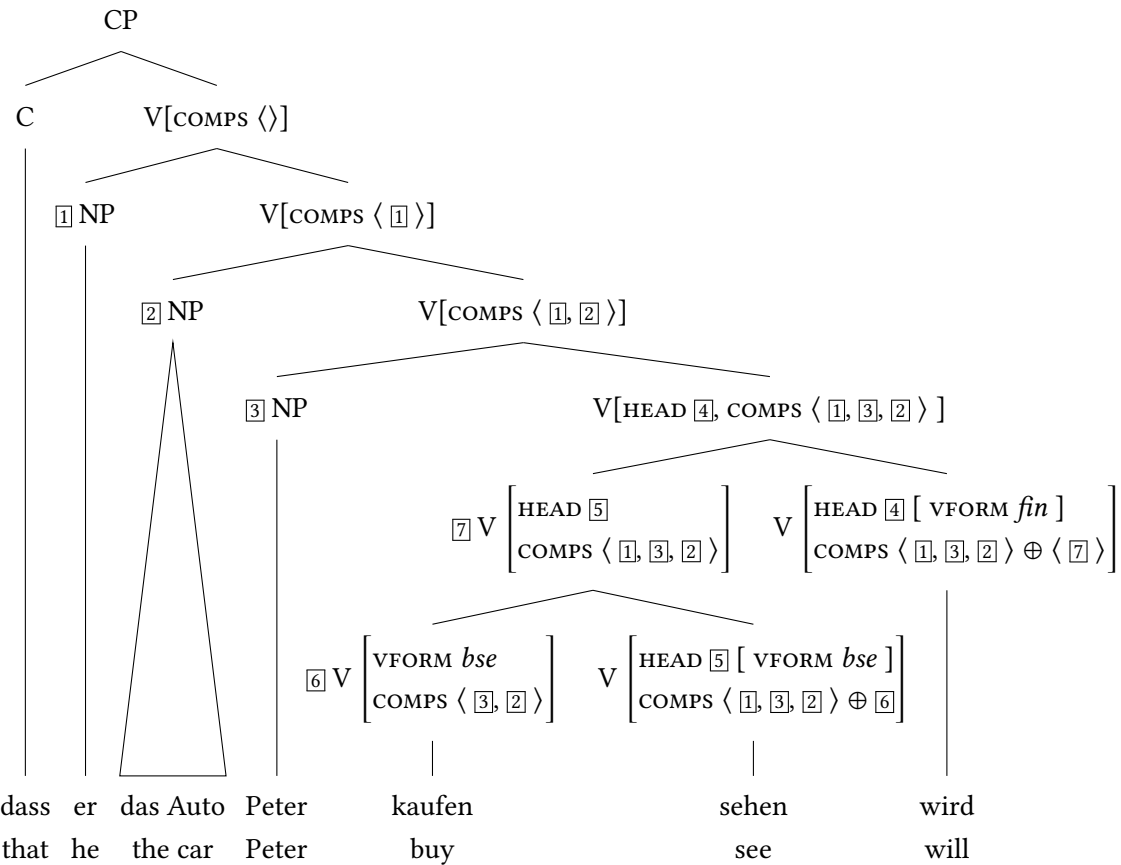 CP
C V[COMPS ⟨⟩]
1 NP V[COMPS ⟨ 1 ⟩]
2 NP V[COMPS ⟨ 1, 2 ⟩]
3 NP V[HEAD 4, COMPS ⟨ 1, 3, 2 ⟩ ]
7 V [HEAD 5 V [HEAD 4 [ VFORM fin ]
COMPS ⟨ 1, 3, 2 ⟩] COMPS ⟨ 1, 3, 2 ⟩ ⊕ ⟨ 7 ⟩]
6 V [VFORM bse V [HEAD 5 [ VFORM bse ]
COMPS ⟨ 3, 2 ⟩] COMPS ⟨ 1, 3, 2 ⟩ ⊕ 6]
dass er das Auto Peter kaufen sehen wird
that he the car Peter buy see will